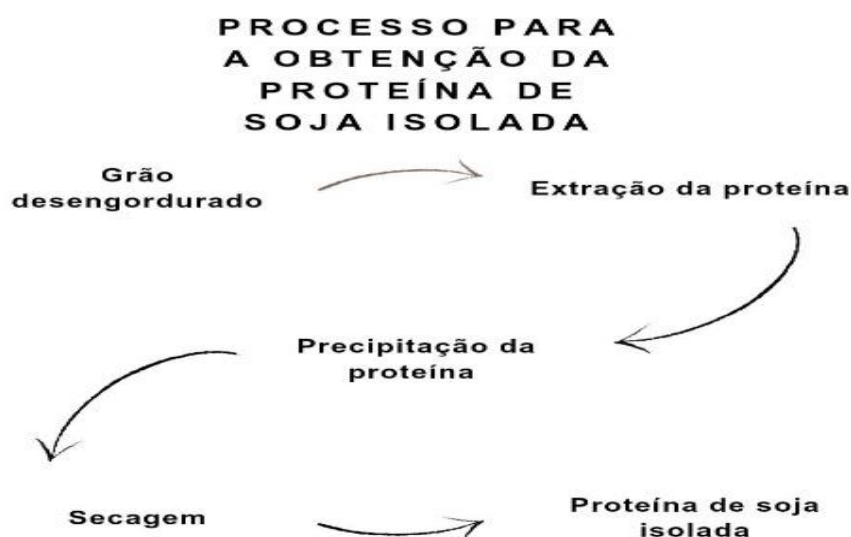 PROCESSO PARA
A OBTENÇÃO DA
PROTEÍNA DE
SOJA ISOLADA
Grão
desengordurado
Extração da proteína
Precipitação da
proteína
Secagem
Proteína de soja
isolada